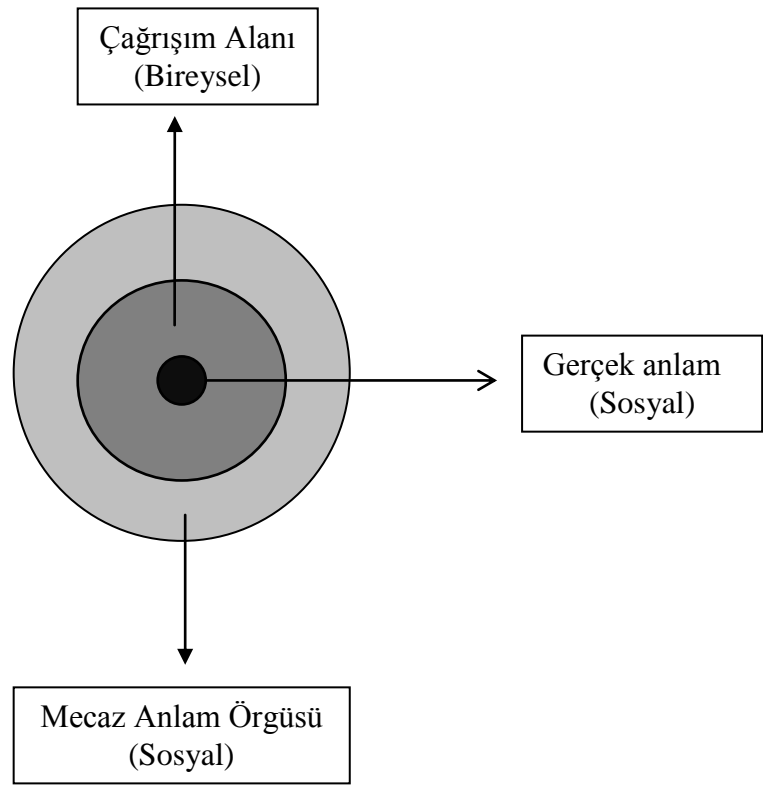 Çağrışım Alanı
(Bireysel)
Gerçek anlam
(Sosyal)
Mecaz Anlam Örgüsü
(Sosyal)